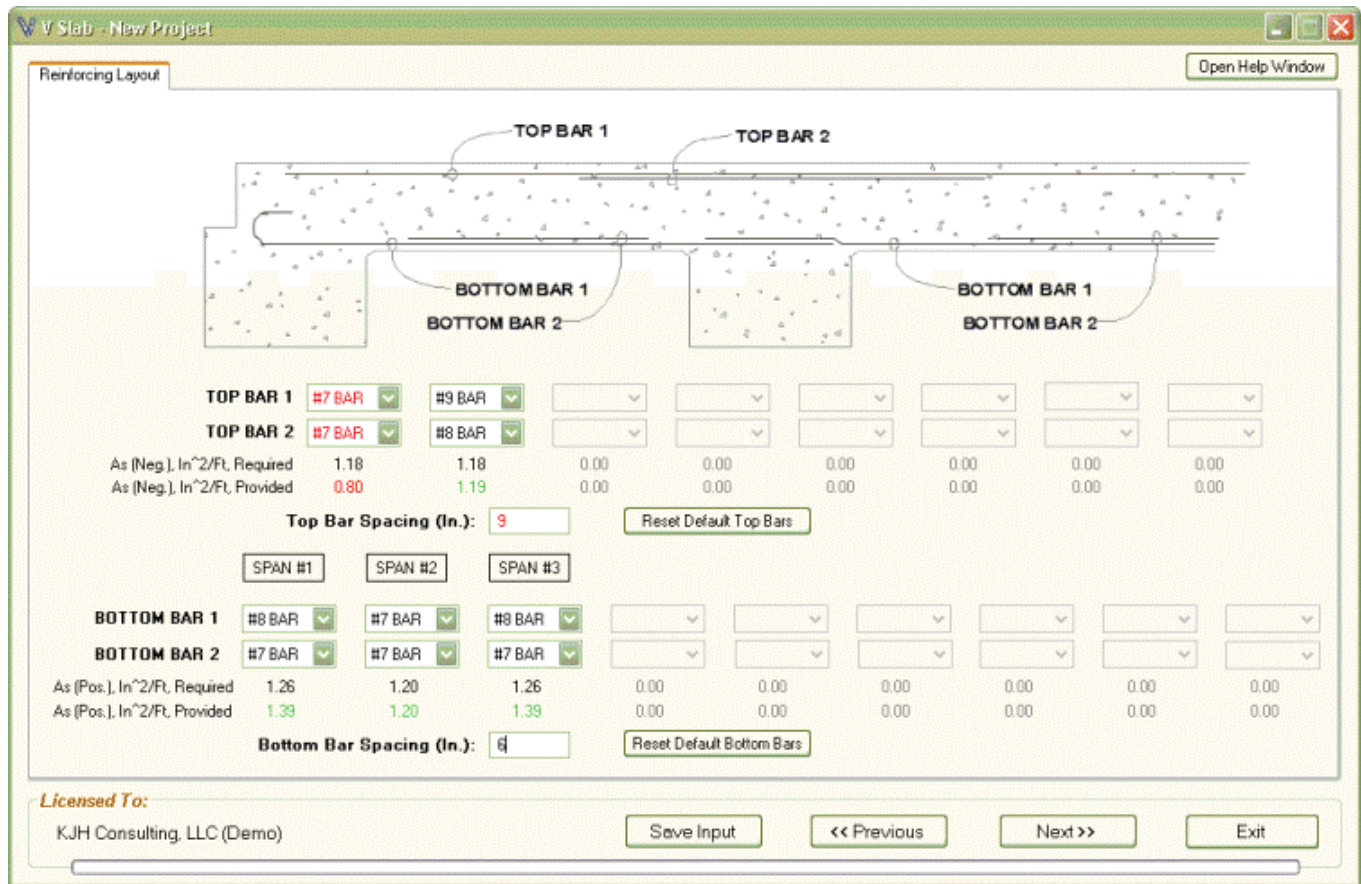 V Slab - New Project
Open Help Window
Reinforcing Layout
TOP BAR 1
TOP BAR 2
BOTTOM BAR 1 BOTTOM BAR 1
BOTTOM BAR 2 BOTTOM BAR 2
TOP BAR 1 #7 BAR #9 BAR
TOP BAR 2 #7 BAR #8 BAR
As (Neg.), In^2/Ft, Required 1.18 1.18 0.00 0.00 0.00 0.00 0.00 0.00
As (Neg.), In^2/Ft, Provided 0.80 1.19 0.00 0.00 0.00 0.00 0.00 0.00
Top Bar Spacing (In.): 9 Reset Default Top Bars
SPAN #1 SPAN #2 SPAN #3
BOTTOM BAR 1 #8 BAR #7 BAR #8 BAR
BOTTOM BAR 2 #7 BAR #7 BAR #7 BAR
As (Pos.), In^2/Ft, Required 1.26 1.20 1.26 0.00 0.00 0.00 0.00 0.00 0.00
As (Pos.), In^2/Ft, Provided 1.39 1.20 1.39 0.00 0.00 0.00 0.00 0.00 0.00
Bottom Bar Spacing (In.): 6 Reset Default Bottom Bars
Licensed To:
KJH Consulting, LLC (Demo) Save Input << Previous Next >> Exit